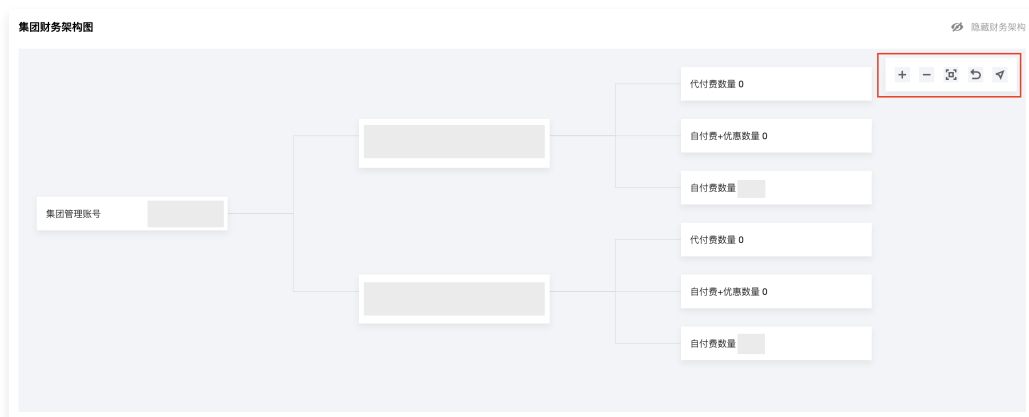 集团财务架构图
隐藏财务架构
代付费数量 0
自付费+优惠数量 0
自付费数量
集团管理账号
代付费数量 0
自付费+优惠数量 0
自付费数量